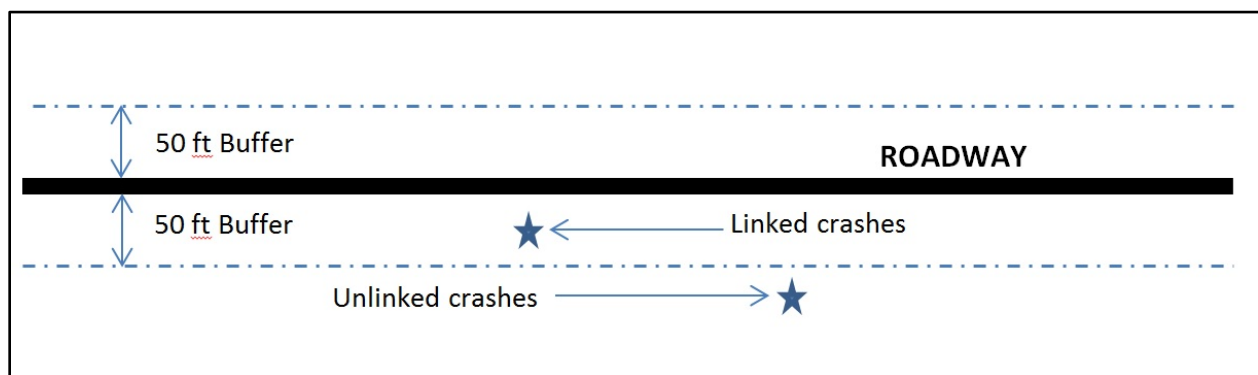 50 ft Buffer
ROADWAY
50 ft Buffer
Linked crashes
Unlinked crashes